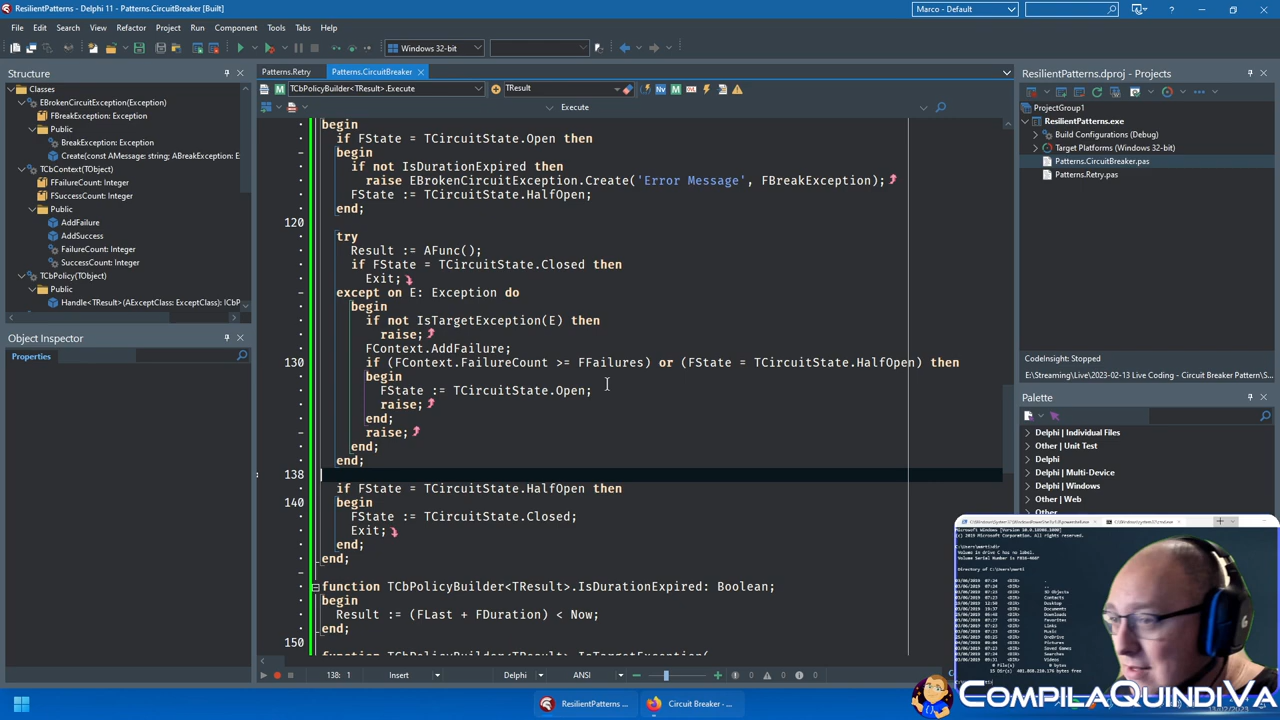 ResilientPatterns - Delphi 11 - Patterns.CircuitBreaker [Built]
Marco - Default
File Edit Search View Refactor Project Run Component Tools Tabs Help
Windows 32-bit
Structure
Patterns.Retry
Patterns.CircuitBreaker
TCbPolicyBuilder<TResult>.Execute
TResult
Execute
Classes
EBrokenCircuitException(Exception)
FBreakException: Exception
Public
BreakException: Exception
Create(const AMessage: string; ABreakException: E
TCbContext(TObject)
FFailureCount: Integer
FSuccessCount: Integer
Public
AddFailure
AddSuccess
FailureCount: Integer
SuccessCount: Integer
TCbPolicy(TObject)
Public
Handle<TResult>(AExceptClass: ExceptClass): ICbP
Object Inspector
Properties
begin
if FState = TCircuitState.Open then
begin
if not IsDurationExpired then
raise EBrokenCircuitException.Create('Error Message', FBreakException);
FState := TCircuitState.HalfOpen;
end;
120
try
Result := AFunc();
if FState = TCircuitState.Closed then
Exit;
except on E: Exception do
begin
if not IsTargetException(E) then
raise;
FContext.AddFailure;
130 if (FContext.FailureCount >= FFailures) or (FState = TCircuitState.HalfOpen) then
begin
FState := TCircuitState.Open;
raise;
end;
raise;
end;
end;
138
if FState = TCircuitState.HalfOpen then
140 begin
FState := TCircuitState.Closed;
Exit;
end;
end;
function TCbPolicyBuilder<TResult>.IsDurationExpired: Boolean;
begin
Result := (FLast + FDuration) < Now;
end;
150
138: 1 Insert Delphi All
ResilientPatterns.dproj - Projects
ProjectGroup1
ResilientPatterns.exe
Build Configurations (Debug)
Target Platforms (Windows 32-bit)
Patterns.CircuitBreaker.pas
Patterns.Retry.pas
CodeInsight: Stopped
E:\Streaming\Live\2023-02-13 Live Coding - Circuit Breaker Pattern\S...
Palette
Delphi | Individual Files
Other | Unit Test
Delphi
Delphi | Multi-Device
Delphi | Windows
Other | Web
Other
ResilientPatterns ...
Circuit Breaker - ...
COMPILAQUINDIVA